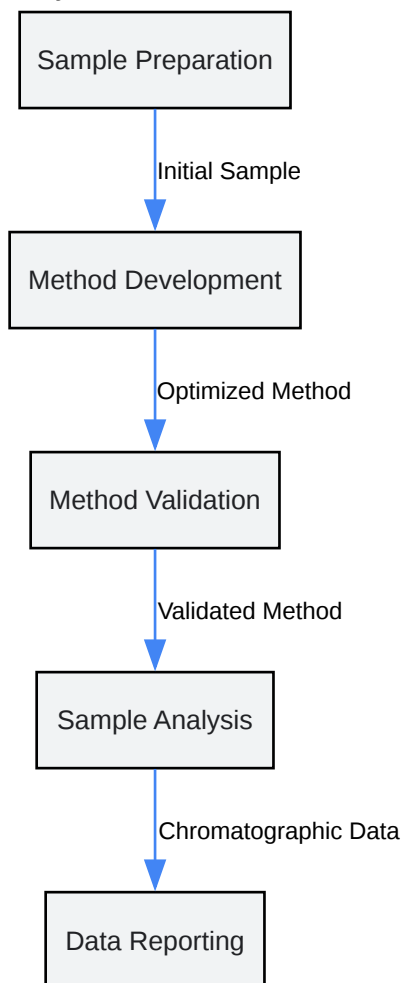 Sample Preparation
Initial Sample
Method Development
Optimized Method
Method Validation
Validated Method
Sample Analysis
Chromatographic Data
Data Reporting